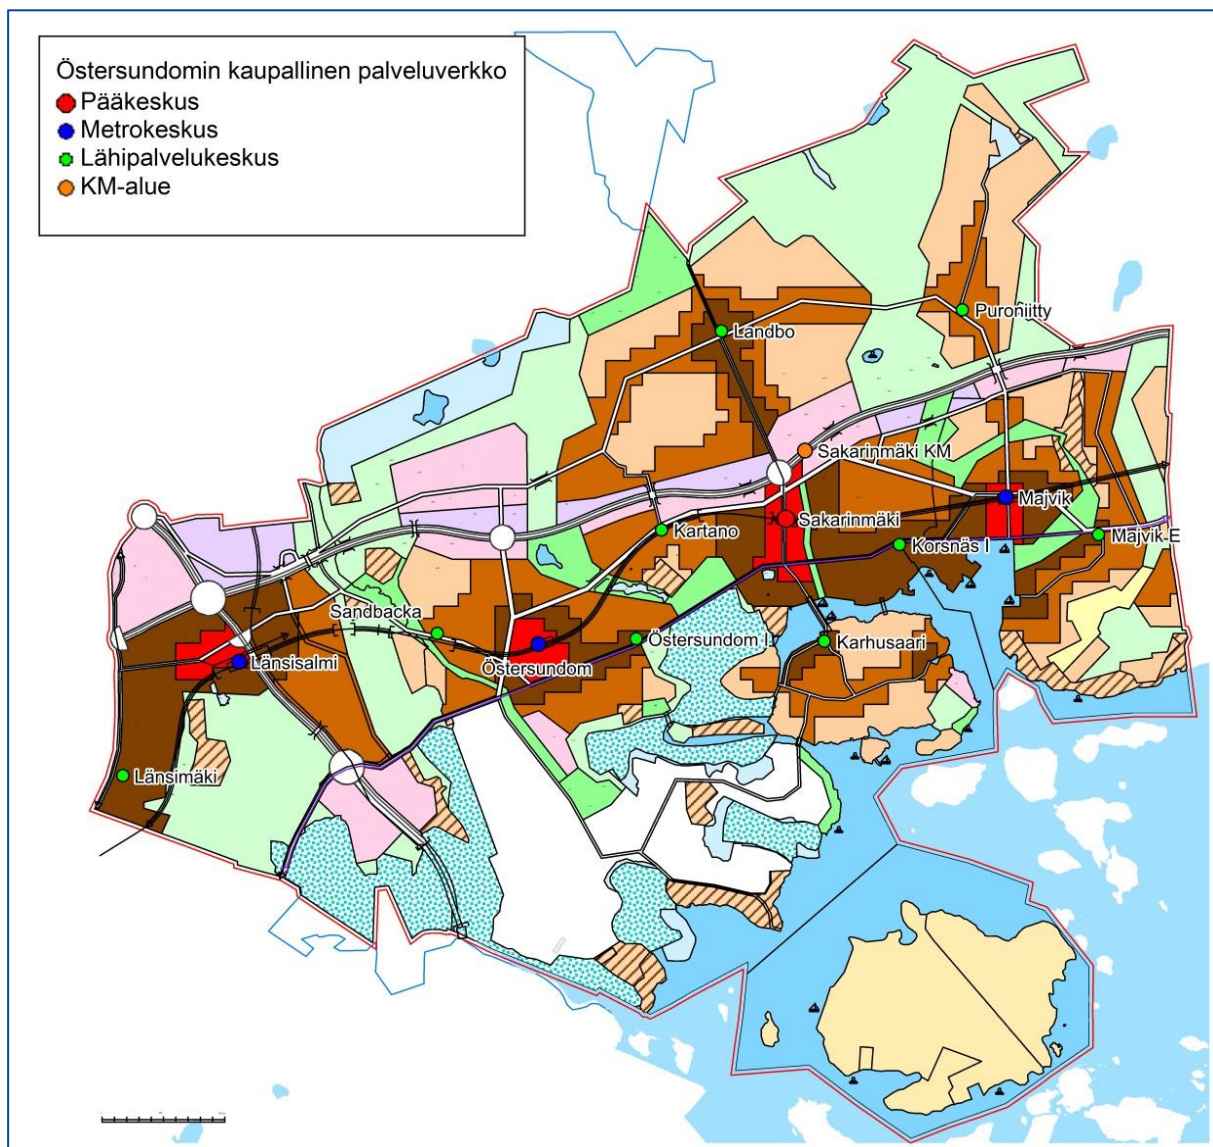 Östersundomin kaupallinen palveluverkko
Pääkeskus
Metrokeskus
Lähipalvelukeskus
KM-alue
Puroniitty
Landbo
Sakarinmäki KM
Majvik
Sakarinmäki
Kartano
Majvik E
Korsnäs I
Sandbacka
Östersundom I
Karhusaari
Länsisalmi
Östersundom
Länsimäki